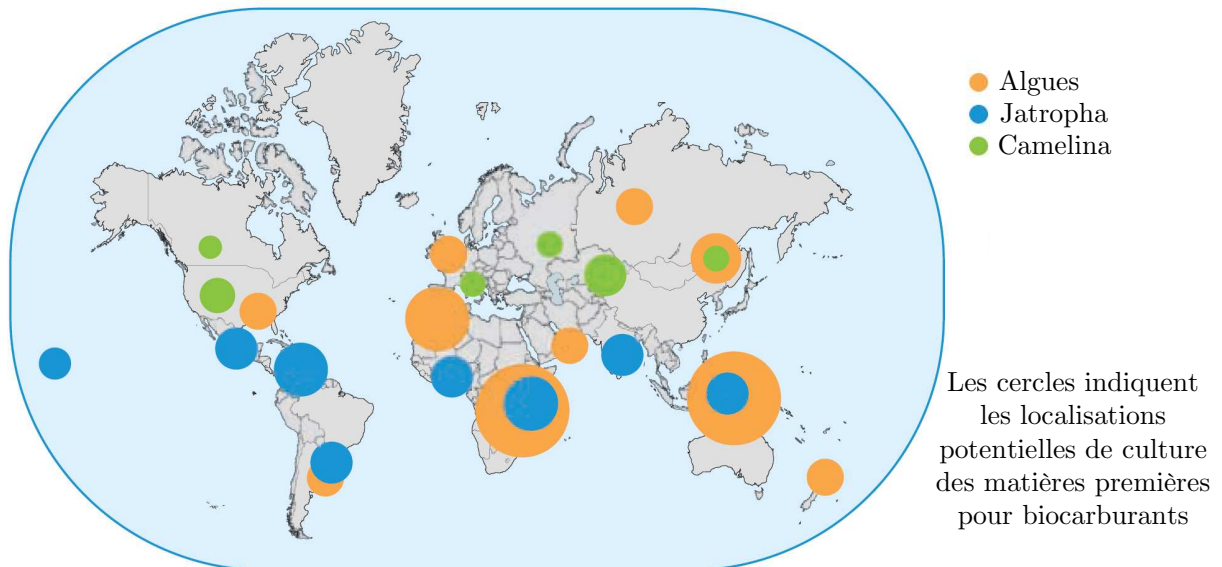 Algues
Jatropha
Camelina
Les cercles indiquent
les localisations
potentielles de culture
des matières premières
pour biocarburants